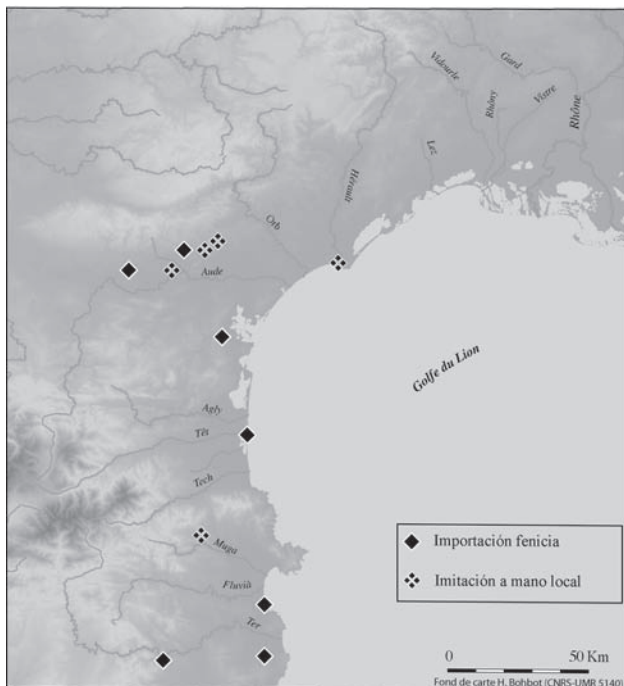 Gard
Vidourle
Rhôny
Vistre
Rhône
Lez
Hérault
Orb
Aude
Golfe du Lion
Agly
Têt
Tech
Muga
Fluvià
Ter
Importación fenicia
Imitación a mano local
0 50 Km
Fond de carte H. Bohbot (CNRS-UMR 5140)